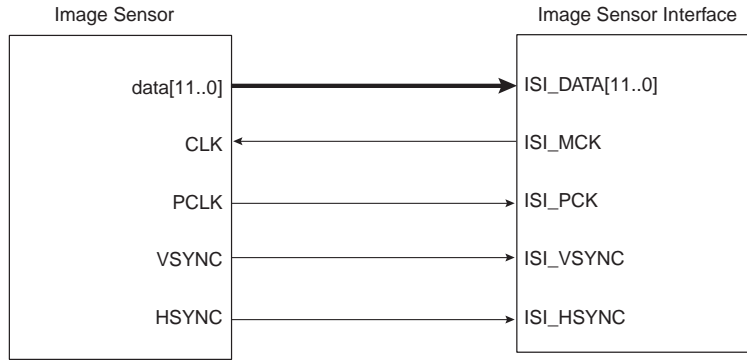 Image Sensor
Image Sensor Interface
data[11..0]
ISI_DATA[11..0]
CLK
ISI_MCK
PCLK
ISI_PCK
VSYNC
ISI_VSYNC
HSYNC
ISI_HSYNC